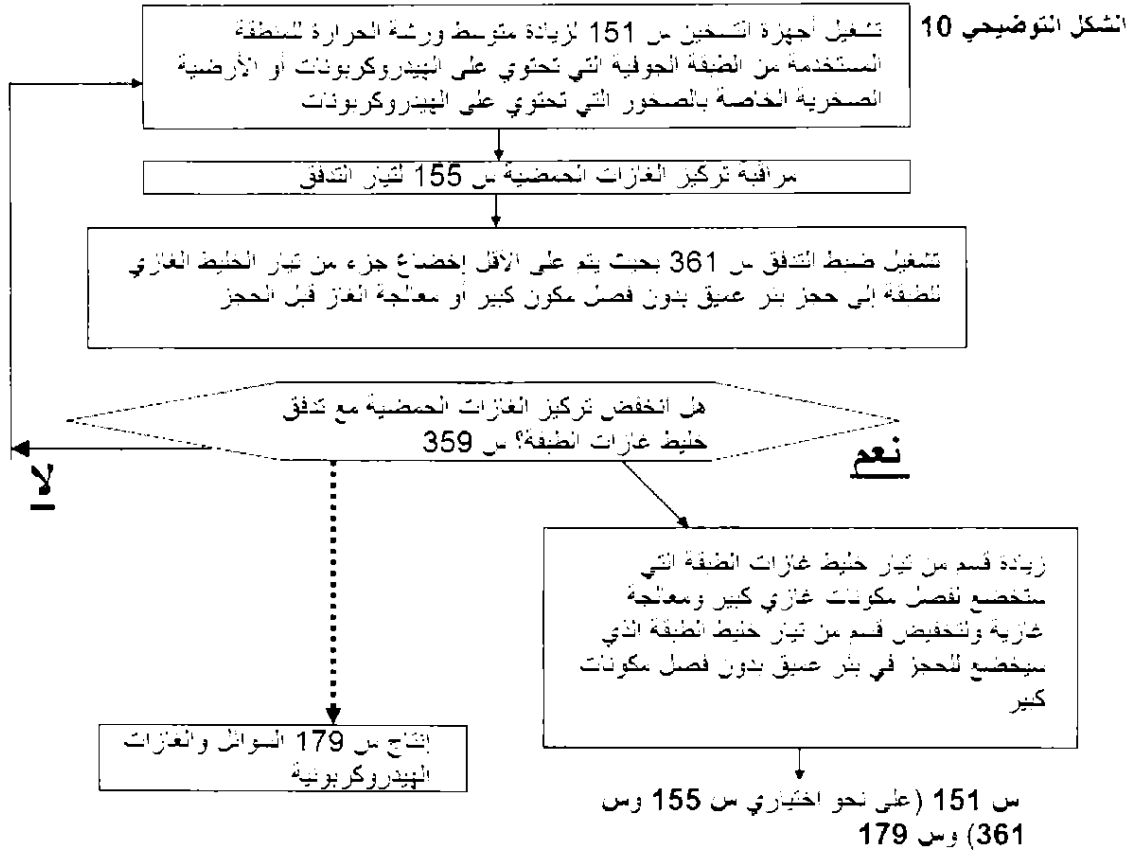 الشكل التوضيحي 10
تشغيل أجهزة التسخين س 151 لزيادة متوسط ورشة الحرارة للمنطقة
المستخدمة من الطبقة الجوفية التي تحتوي على الهيدروكربونات أو الأرضية
الصخرية الخاصة بالصخور التي تحتوي على الهيدروكربونات
مراقبة تركيز الغازات الحمضية س 155 لتيار التدفق
تشغيل ضبط التدفق س 361 بحيث يتم على الأقل إخضاع جزء من تيار الخليط الغازي
للطبقة إلى حجز بئر عميق بدون فصل مكون كبير أو معالجة الغاز قبل الحجز
هل انخفض تركيز الغازات الحمضية مع تدفق
خليط غازات الطبقة؟ س 359
نعم
لا
زيادة قسم من تيار خليط غازات الطبقة التي
ستخضع لفصل مكونات غازي كبير ومعالجة
غازية ولتخفيض قسم من تيار خليط الطبقة الذي
سيخضع للحجز في بئر عميق بدون فصل مكونات
كبير
إنتاج س 179 السوائل والغازات
الهيدروكربونية
س 151 (على نحو اختياري س 155 وس
361) وس 179